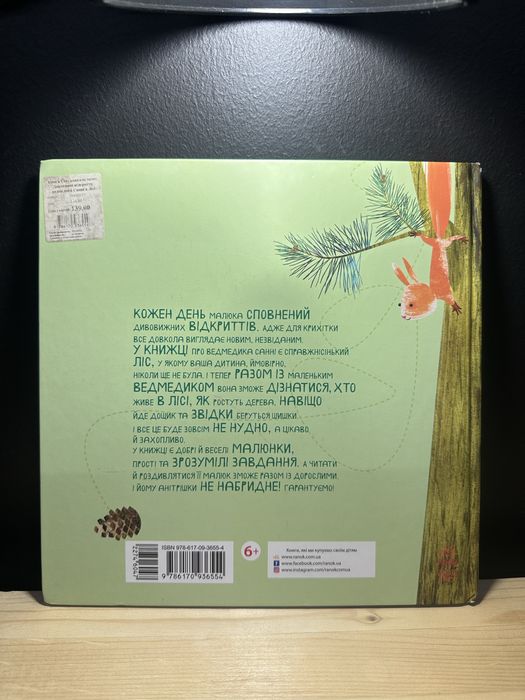 339,00
КОЖЕН ДЕНЬ МАЛЮКА СПОВНЕНИЙ
ДИВОВИЖНИХ ВІДКРИТТІВ, АДЖЕ ДЛЯ КРИХІТКИ
ВСЕ ДОВКОЛА ВИГЛЯДАЄ НОВИМ, НЕЗВІДАНИМ.
У КНИЖЦІ ПРО ВЕДМЕДИКА САННІ Є СПРАВЖНІСІНЬКИЙ
ЛІС, У ЯКОМУ ВАША ДИТИНА, ЙМОВІРНО,
НІКОЛИ ЩЕ НЕ БУЛА. І ТЕПЕР РАЗОМ ІЗ МАЛЕНЬКИМ
ВЕДМЕДИКОМ ВОНА ЗМОЖЕ ДІЗНАТИСЯ, ХТО
ЖИВЕ В ЛІСІ, ЯК РОСТУТЬ ДЕРЕВА, НАВІЩО
ЙДЕ ДОЩИК ТА ЗВІДКИ БЕРУТЬСЯ ШИШКИ.
І ВСЕ ЦЕ БУДЕ ЗОВСІМ НЕ НУДНО, А ЦІКАВО,
Й ЗАХОПЛИВО.
У КНИЖЦІ Є ДОБРІ Й ВЕСЕЛІ МАЛЮНКИ,
ПРОСТІ ТА ЗРОЗУМІЛІ ЗАВДАННЯ, А ЧИТАТИ
Й РОЗДИВЛЯТИСЯ ЇЇ МАЛЮК ЗМОЖЕ РАЗОМ ІЗ ДОРОСЛИМИ.
І ЙОМУ АНІТРІШКИ НЕ НАБРИДНЕ! ГАРАНТУЄМО!
ISBN 978-617-09-3655-4
9 786170 936554
6+
Книги, які ми купуємо своїм дітям
www.ranok.com.ua
www.facebook.com/ranok.ua
www.instagram.com/ranokcomua